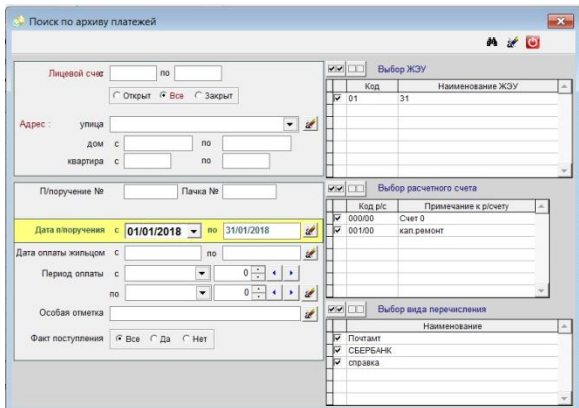 Поиск по архиву платежей
Лицевой счет по
Открыт Все Закрыт
Адрес : улица
дом с по
квартира с по
П/поручение № Пачка №
Дата п/поручения с 01/01/2018 по 31/01/2018
Дата оплаты жильцом с по
Период оплаты с 0
по 0
Особая отметка
Факт поступления Все Да Нет
Выбор ЖЭУ
Код Наименование ЖЭУ
01 31
Выбор расчетного счета
Код р/с Примечание к р/счету
000/00 Счет 0
001/00 кап.ремонт
Выбор вида перечисления
Наименование
Почтамт
СБЕРБАНК
справка